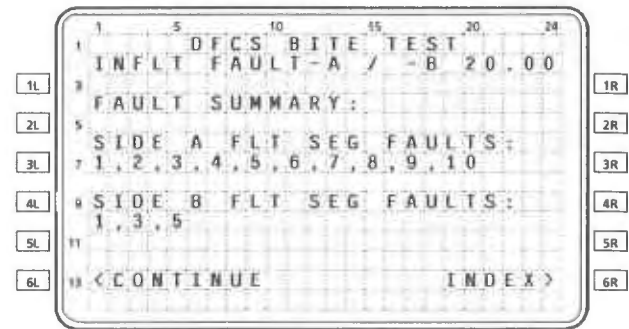 1 5 10 15 20 24
1 DFCS BITE TEST
INFLT FAULT-A / -B 20.00
1L 3 1R
FAULT SUMMARY:
2L 5 2R
SIDE A FLT SEG FAULTS:
3L 7 1,2,3,4,5,6,7,8,9,10 3R
4L 9 SIDE B FLT SEG FAULTS: 4R
1,3,5
5L 11 5R
6L 13 <CONTINUE INDEX> 6R